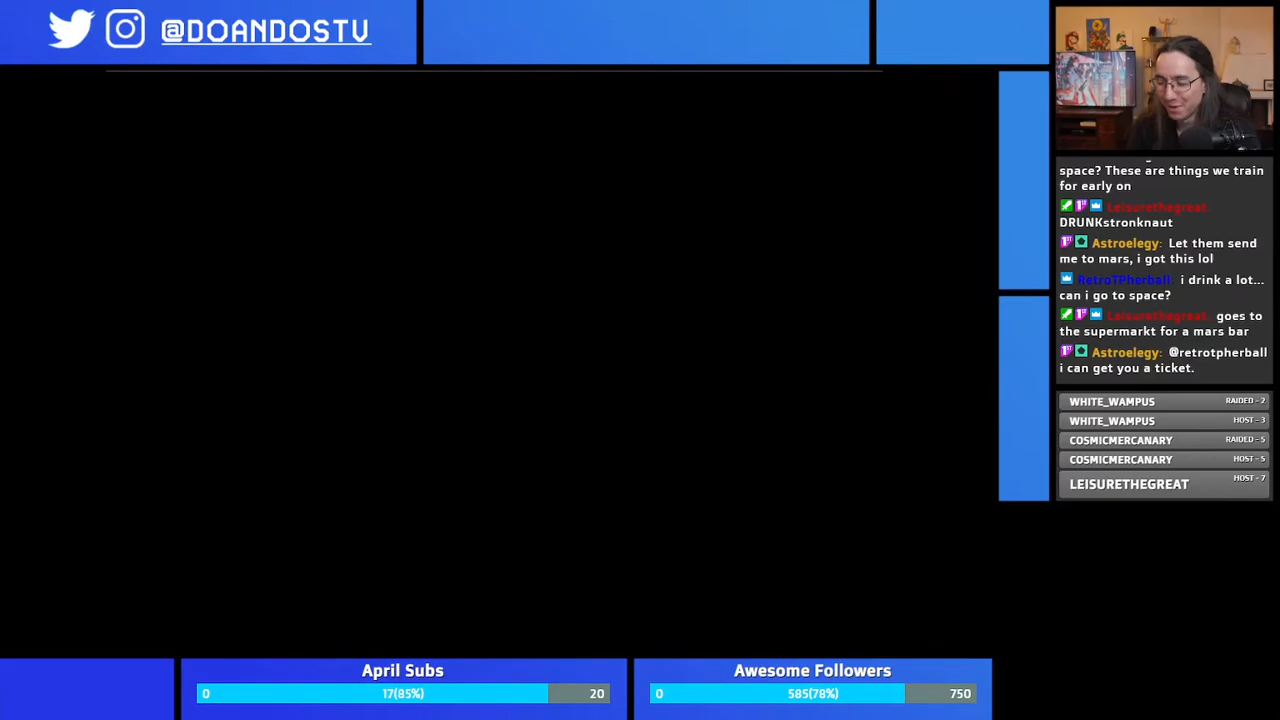 @DOANDOSTV
space? These are things we train
for early on
Leisurethegreat:
DRUNKstronknaut
Astroelegy: Let them send
me to mars, i got this lol
RetroTPherball: i drink a lot...
can i go to space?
Leisurethegreat: goes to
the supermarkt for a mars bar
Astroelegy: @retrotpherball
i can get you a ticket.
WHITE_WAMPUS RAIDED - 2
WHITE_WAMPUS HOST - 3
COSMICMERCANARY RAIDED - 5
COSMICMERCANARY HOST - 5
LEISURETHEGREAT HOST - 7
April Subs
0 17(85%) 20
Awesome Followers
0 585(78%) 750